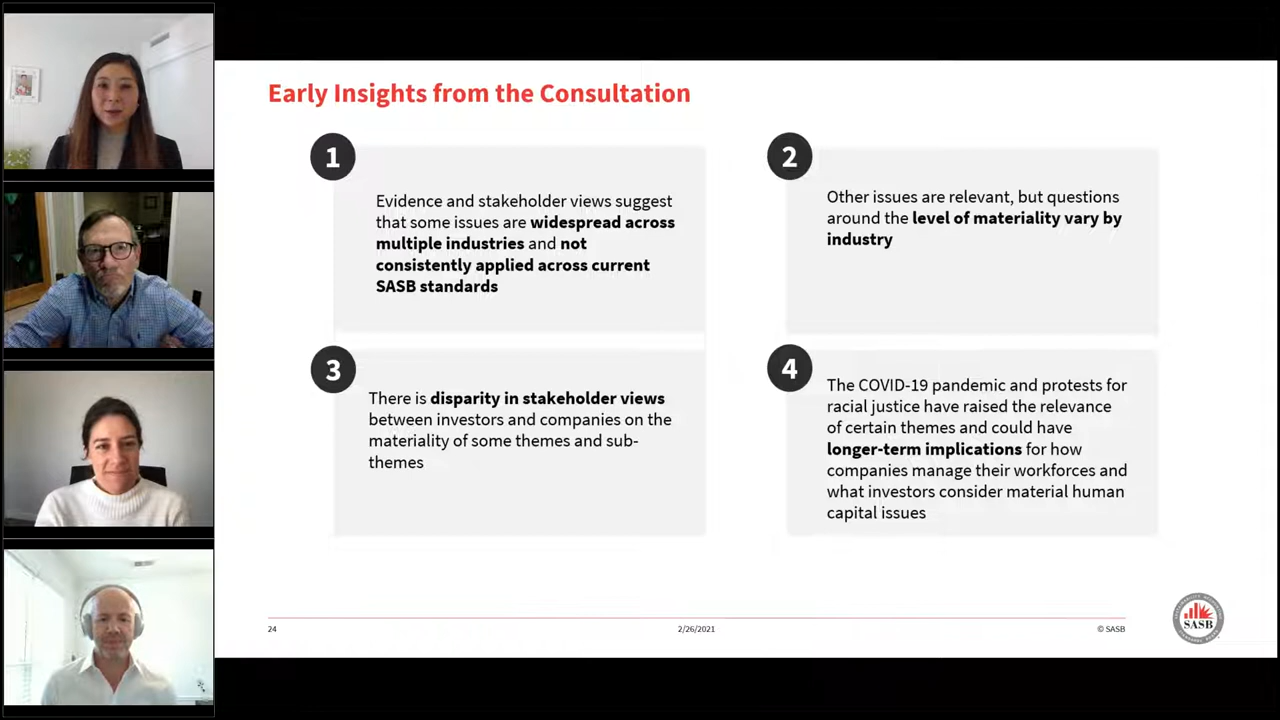 Early Insights from the Consultation
1
Evidence and stakeholder views suggest
that some issues are widespread across
multiple industries and not
consistently applied across current
SASB standards
2
Other issues are relevant, but questions
around the level of materiality vary by
industry
3
There is disparity in stakeholder views
between investors and companies on the
materiality of some themes and sub-
themes
4
The COVID-19 pandemic and protests for
racial justice have raised the relevance
of certain themes and could have
longer-term implications for how
companies manage their workforces and
what investors consider material human
capital issues
24
2/26/2021
© SASB
SASB